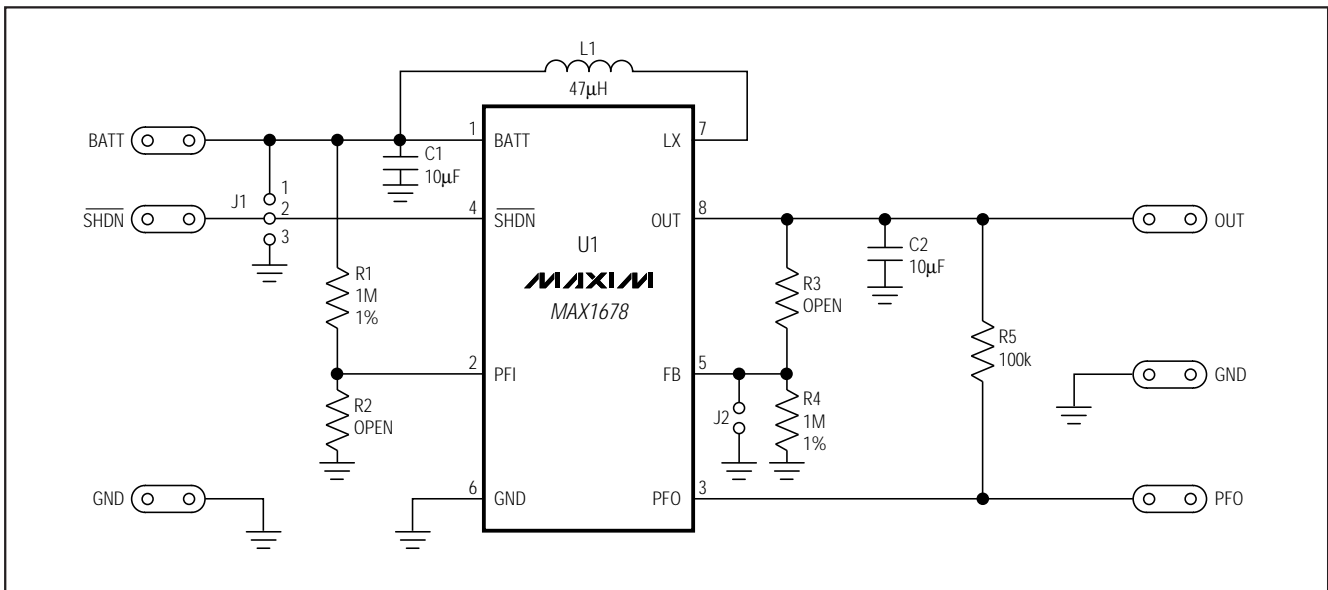 L1
47µH
BATT
1
BATT
LX
7
C1
10µF
J1
1
2
3
SHDN
4
SHDN
OUT
8
OUT
U1
MAXIM
MAX1678
C2
10µF
R1
1M
1%
R3
OPEN
R5
100k
2
PFI
FB
5
GND
R2
OPEN
J2
R4
1M
1%
GND
6
GND
PFO
3
PFO